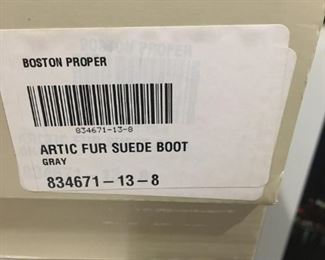 BOSTON PROPER
834671-13-8
ARTIC FUR SUEDE BOOT
GRAY
834671-13-8